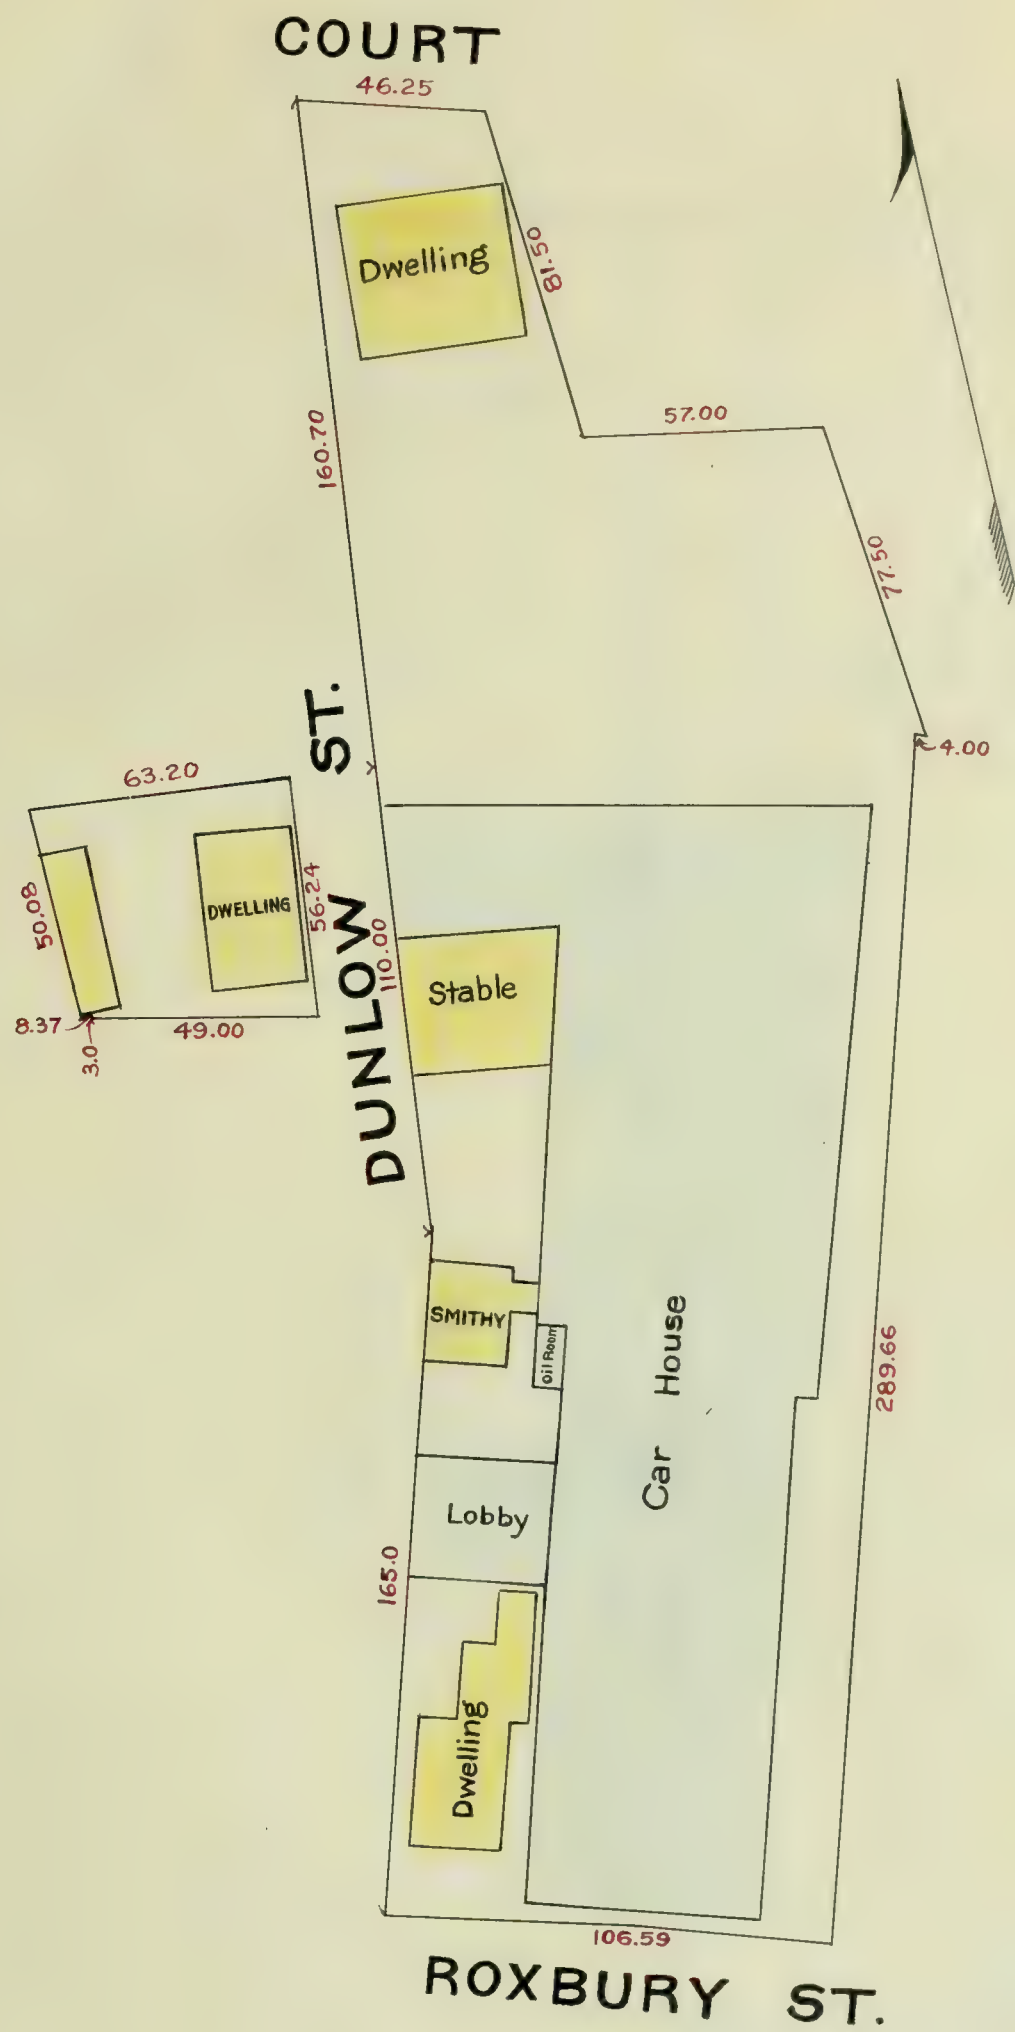 COURT
46.25
Dwelling
81.50
57.00
160.70
77.50
4.00
ST.
63.20
DWELLING
56.24
50.08
DUNLOW
110.00
Stable
8.37
3.0
49.00
SMITHY
Oil Room
Car House
289.66
Lobby
165.0
Dwelling
106.59
ROXBURY ST.